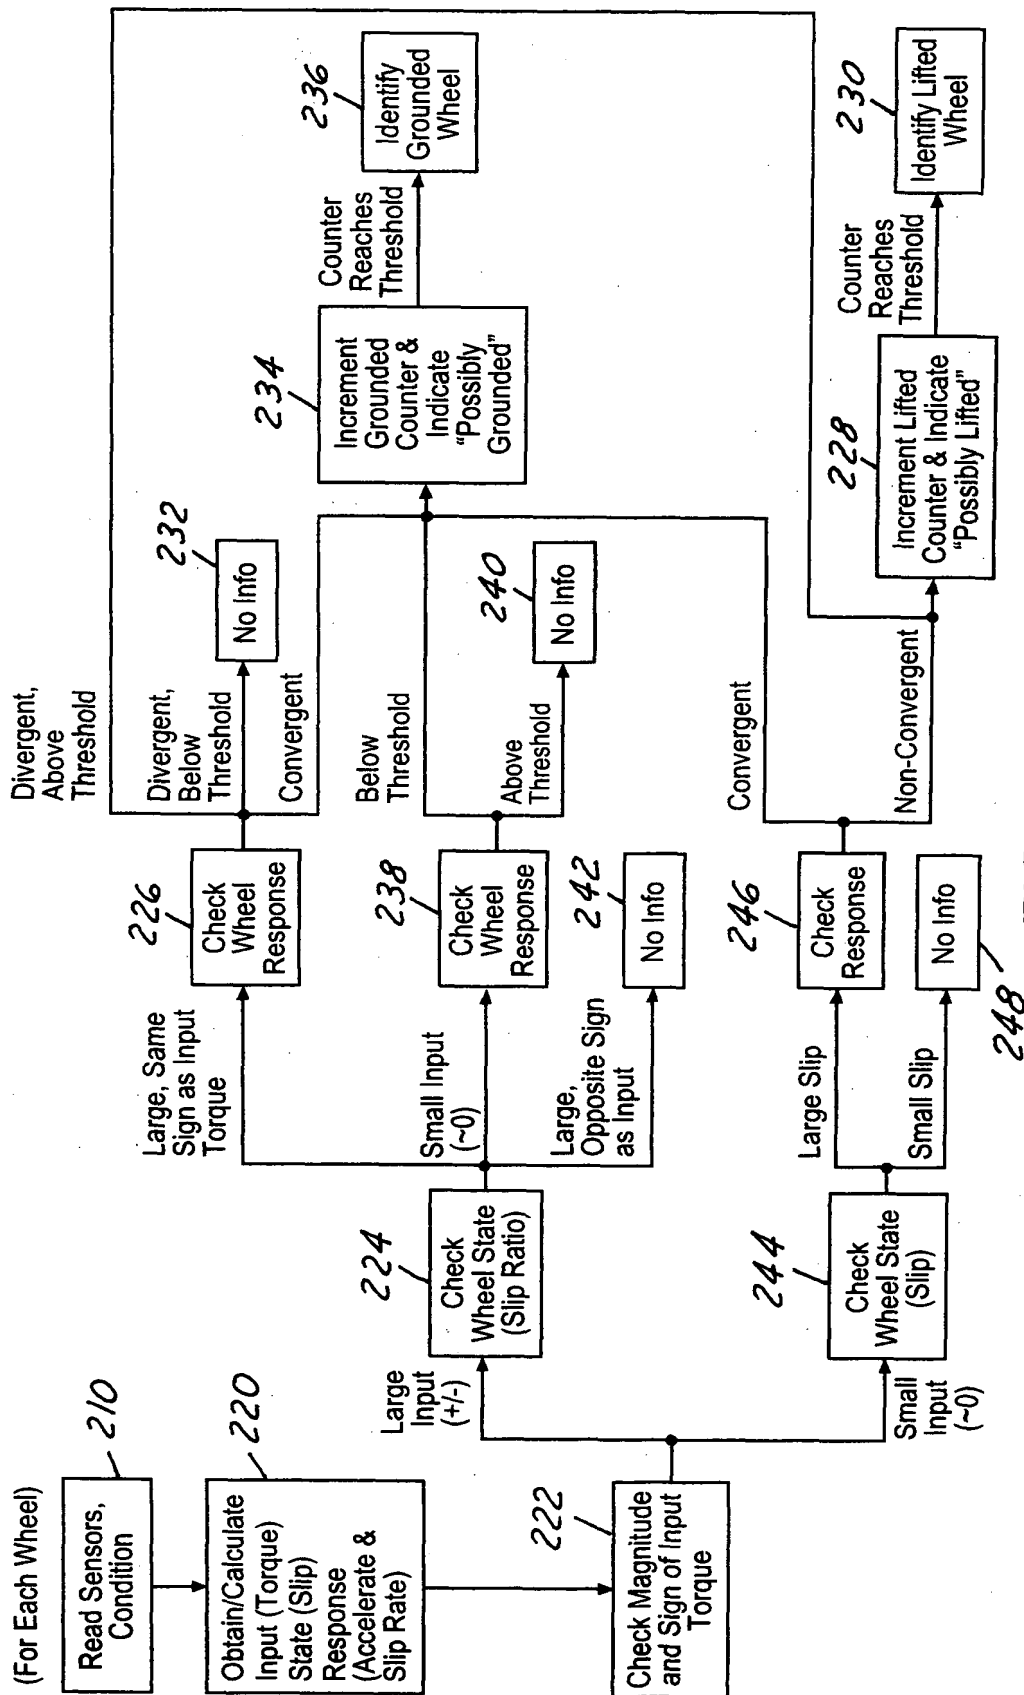 (For Each Wheel)
210
Read Sensors,
Condition
220
Obtain/Calculate
Input (Torque)
State (Slip)
Response
(Accelerate &
Slip Rate)
222
Check Magnitude
and Sign of Input
Torque
Large
Input
(+/-)
Small
Input
(~0)
224
Check
Wheel State
(Slip Ratio)
244
Check
Wheel State
(Slip)
Large, Same
Sign as Input
Torque
Small Input
(~0)
Large,
Opposite Sign
as Input
Large Slip
Small Slip
226
Check
Wheel
Response
238
Check
Wheel
Response
242
No Info
246
Check
Response
248
No Info
Divergent,
Above
Threshold
Divergent,
Below
Threshold
Convergent
Below
Threshold
Above
Threshold
Convergent
Non-Convergent
232
No Info
240
No Info
234
Increment
Grounded
Counter &
Indicate
“Possibly
Grounded”
228
Increment Lifted
Counter & Indicate
“Possibly Lifted”
Counter
Reaches
Threshold
Counter
Reaches
Threshold
236
Identify
Grounded
Wheel
230
Identify Lifted
Wheel